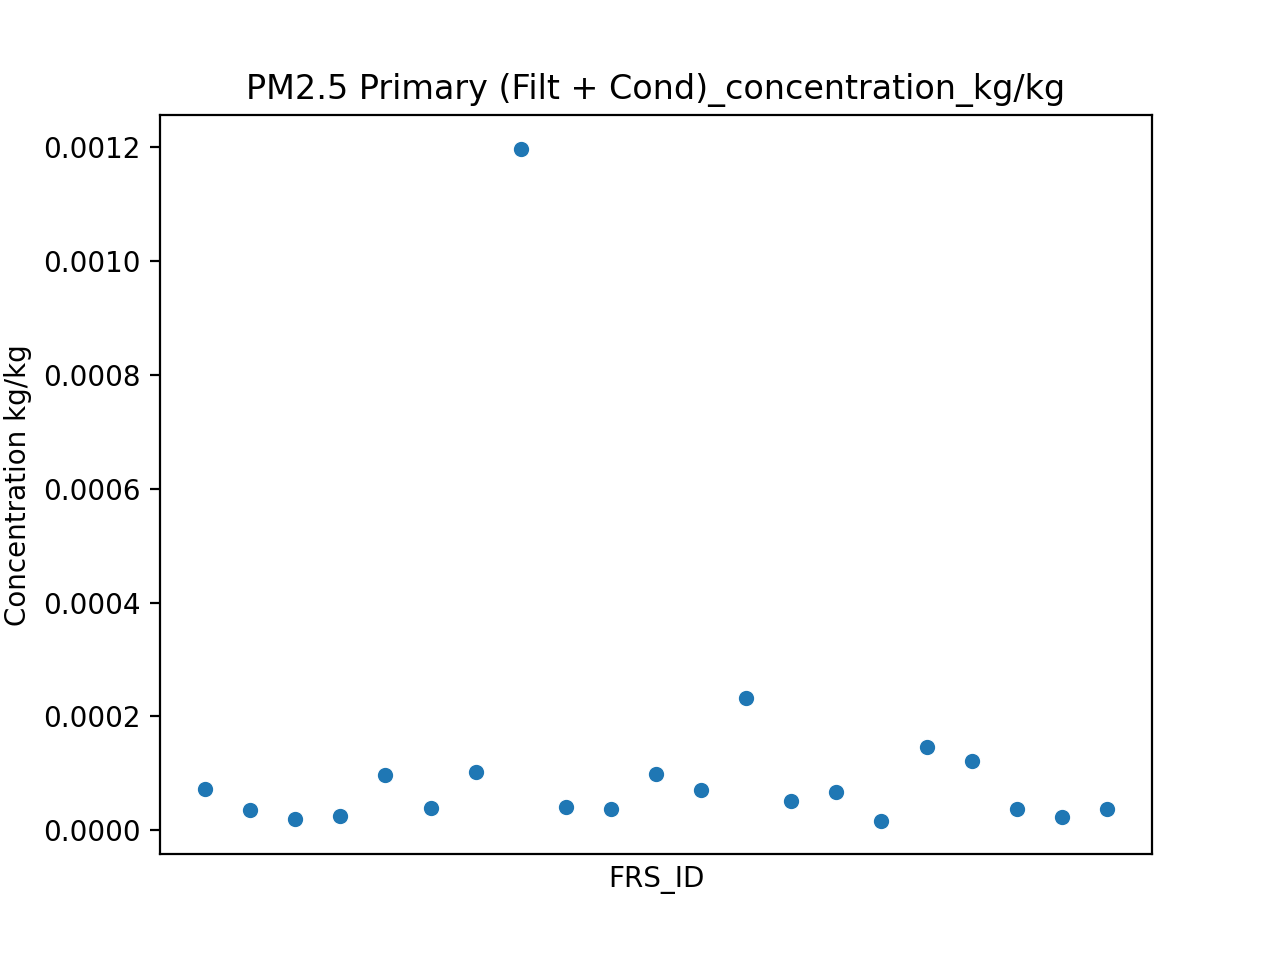 PM2.5 Primary (Filt + Cond)_concentration_kg/kg
0.0012
0.0010
0.0008
0.0006
0.0004
0.0002
0.0000
Concentration kg/kg
FRS_ID